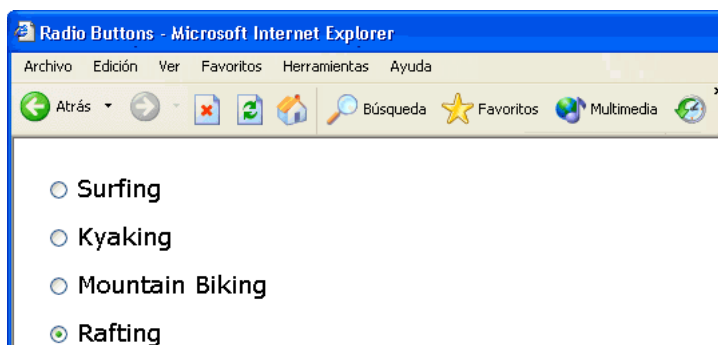 Radio Buttons - Microsoft Internet Explorer
Archivo Edición Ver Favoritos Herramientas Ayuda
Atrás Búsqueda Favoritos Multimedia
Surfing
Kyaking
Mountain Biking
Rafting